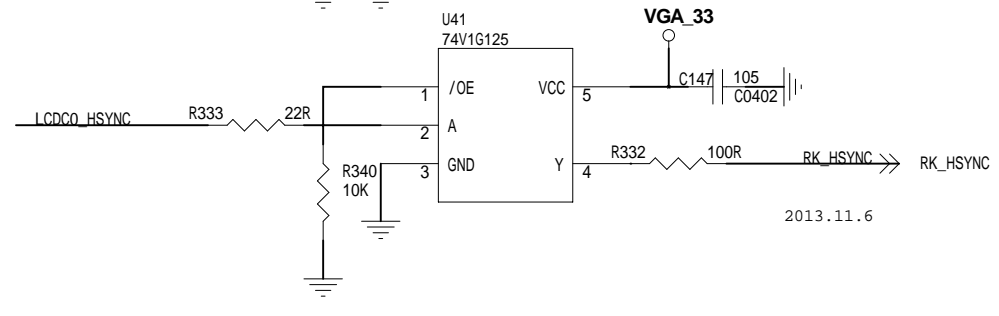 U41
74V1G125
VGA_33
1 /OE VCC 5
C147 105
C0402
LCDC0_HSYNC R333 22R 2 A
R340
10K
3 GND Y 4
R332 100R RK_HSYNC RK_HSYNC
2013.11.6